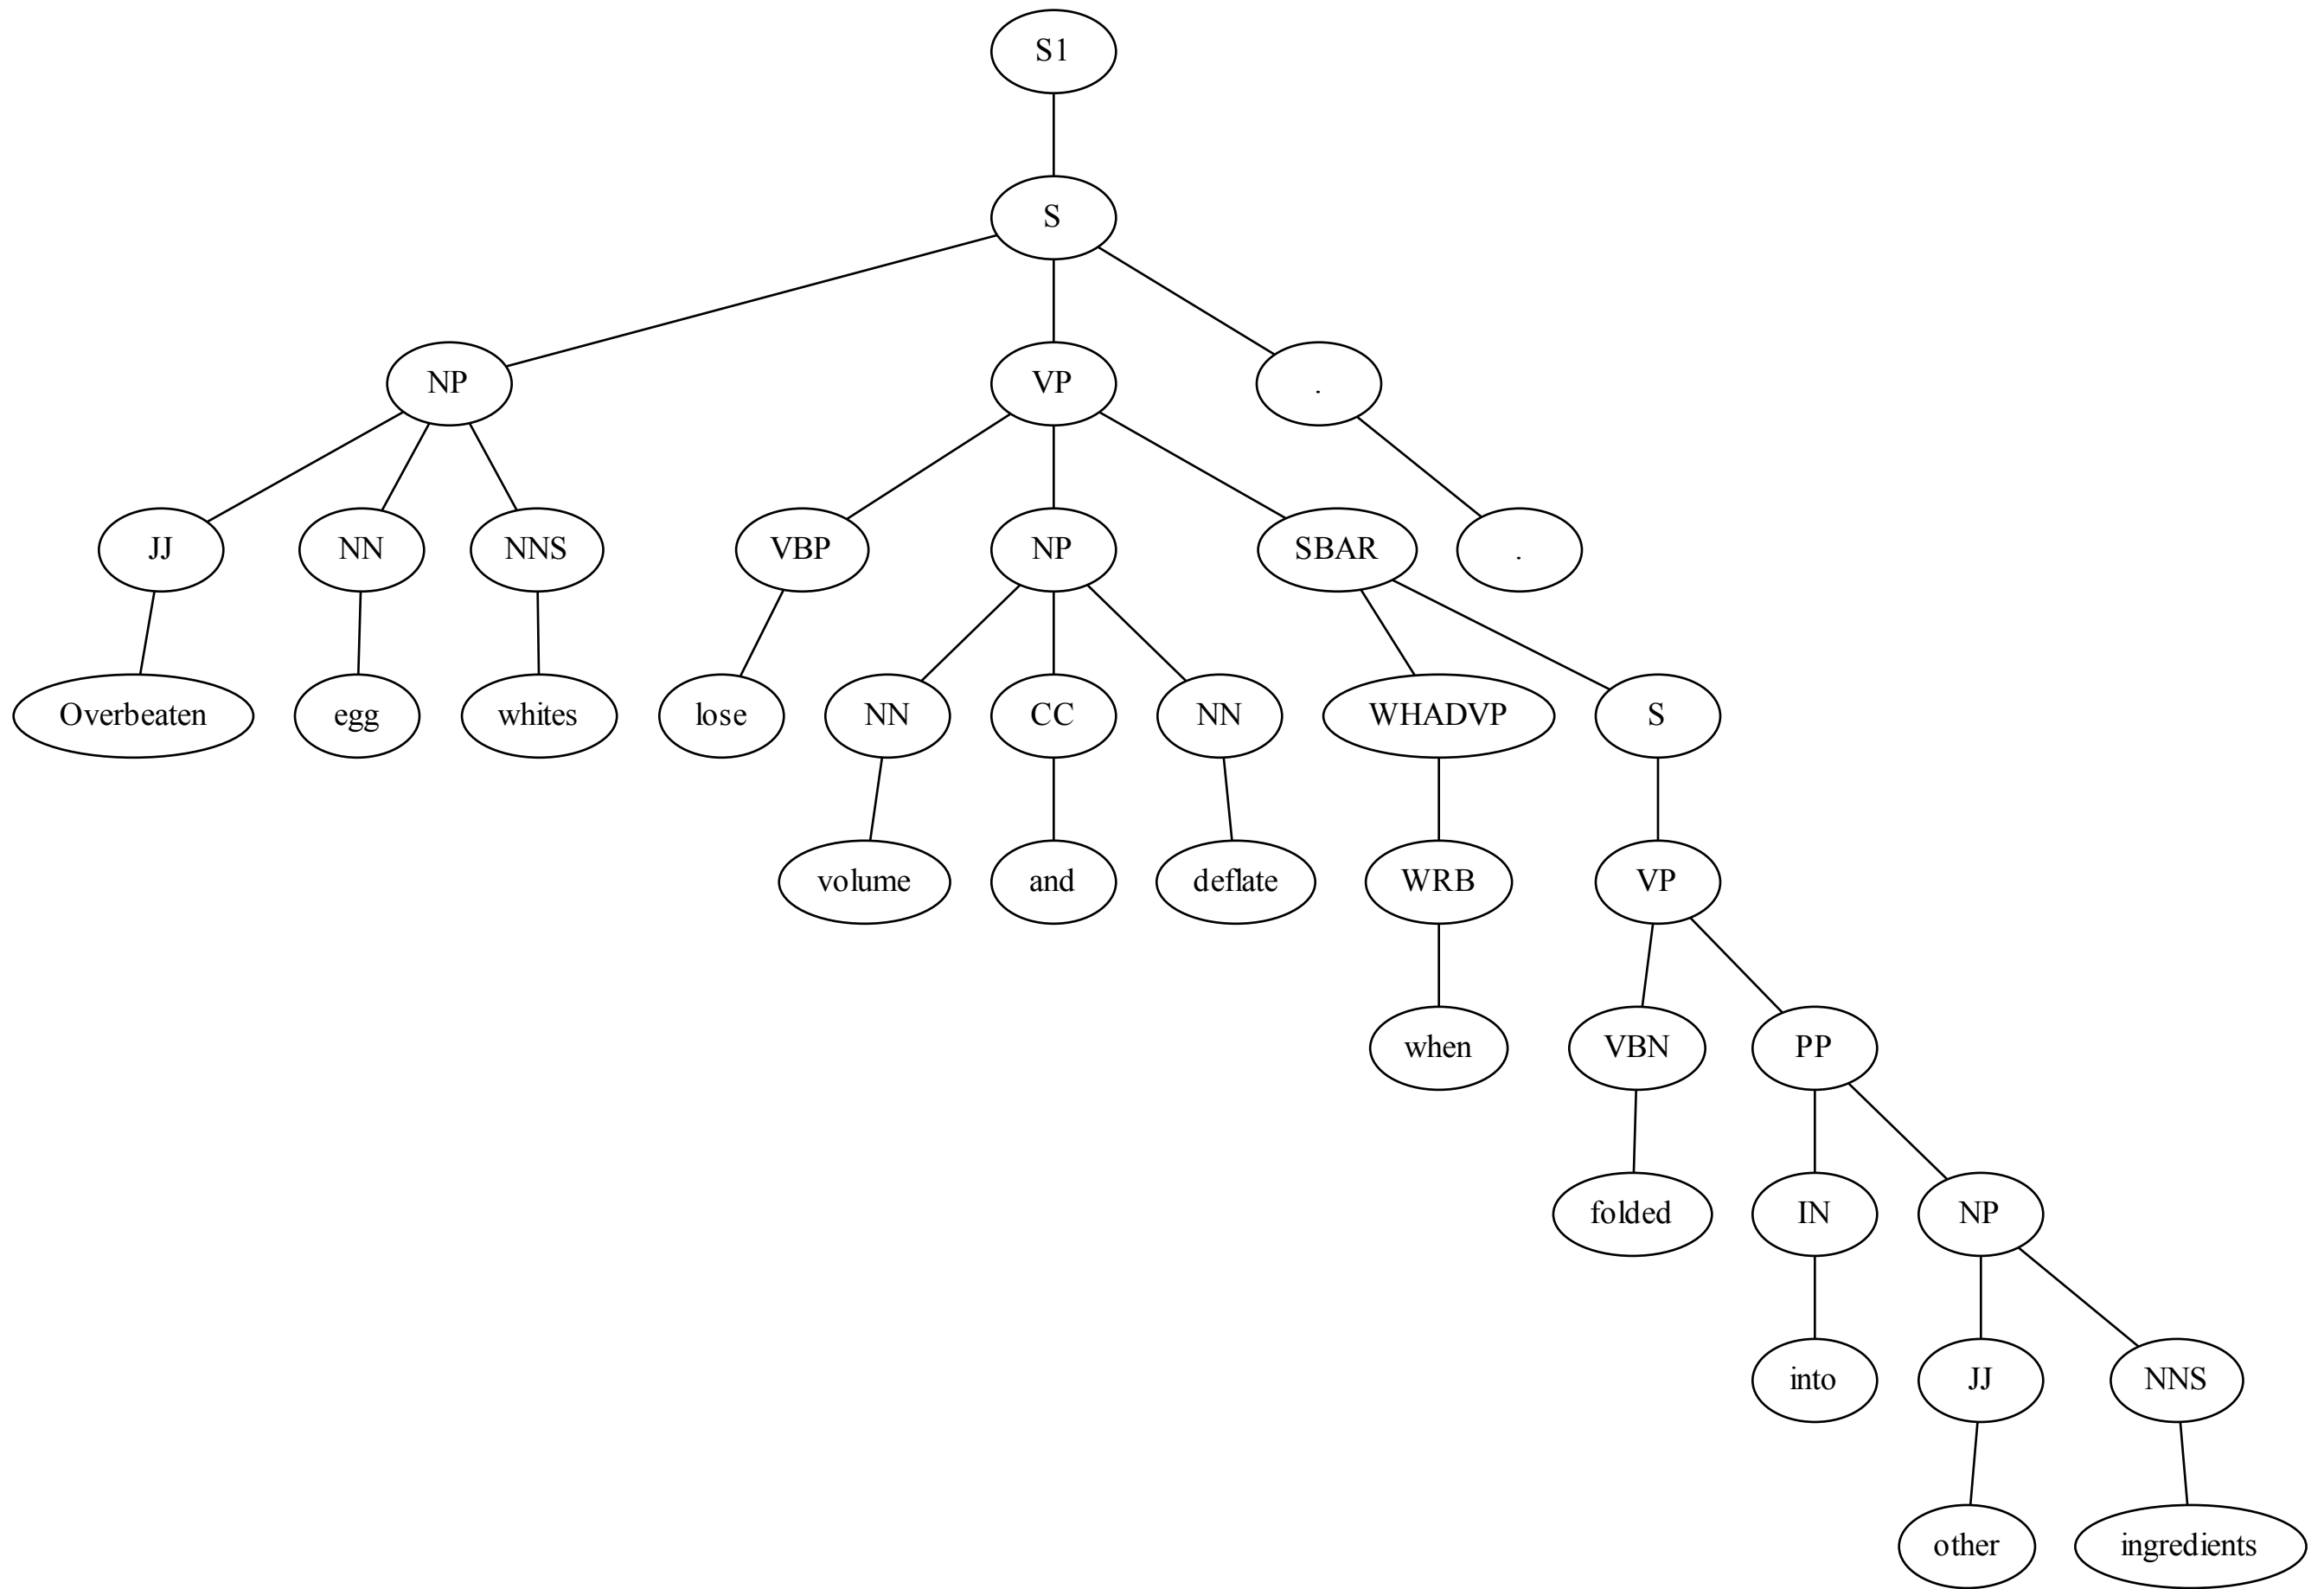 S1
S
NP VP .
JJ NN NNS VBP NP SBAR .
Overbeaten egg whites lose NN CC NN WHADVP S
volume and deflate WRB VP
when VBN PP
folded IN NP
into JJ NNS
other ingredients